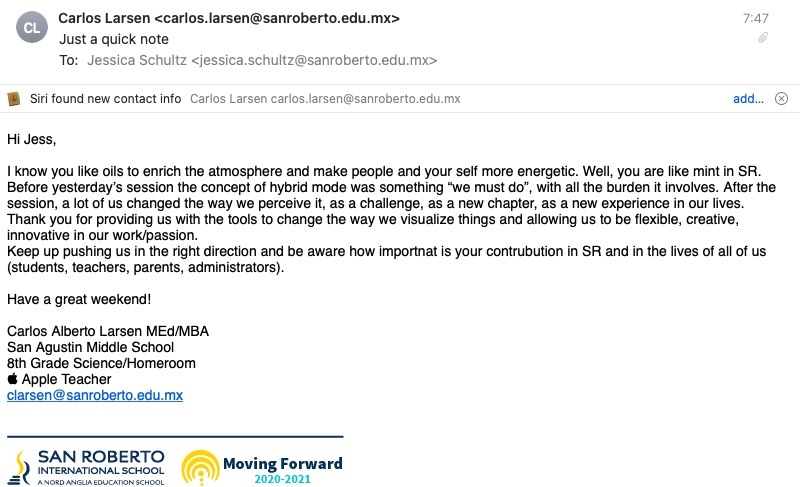 CL
Carlos Larsen <carlos.larsen@sanroberto.edu.mx>
7:47
Just a quick note
To: Jessica Schultz <jessica.schultz@sanroberto.edu.mx>
Siri found new contact info Carlos Larsen carlos.larsen@sanroberto.edu.mx
add...
Hi Jess,
I know you like oils to enrich the atmosphere and make people and your self more energetic. Well, you are like mint in SR.
Before yesterday’s session the concept of hybrid mode was something “we must do”, with all the burden it involves. After the
session, a lot of us changed the way we perceive it, as a challenge, as a new chapter, as a new experience in our lives.
Thank you for providing us with the tools to change the way we visualize things and allowing us to be flexible, creative,
innovative in our work/passion.
Keep up pushing us in the right direction and be aware how importnat is your contrubution in SR and in the lives of all of us
(students, teachers, parents, administrators).
Have a great weekend!
Carlos Alberto Larsen MEd/MBA
San Agustin Middle School
8th Grade Science/Homeroom
Apple Teacher
clarsen@sanroberto.edu.mx
SAN ROBERTO
INTERNATIONAL SCHOOL
A NORD ANGLIA EDUCATION SCHOOL
Moving Forward
2020-2021